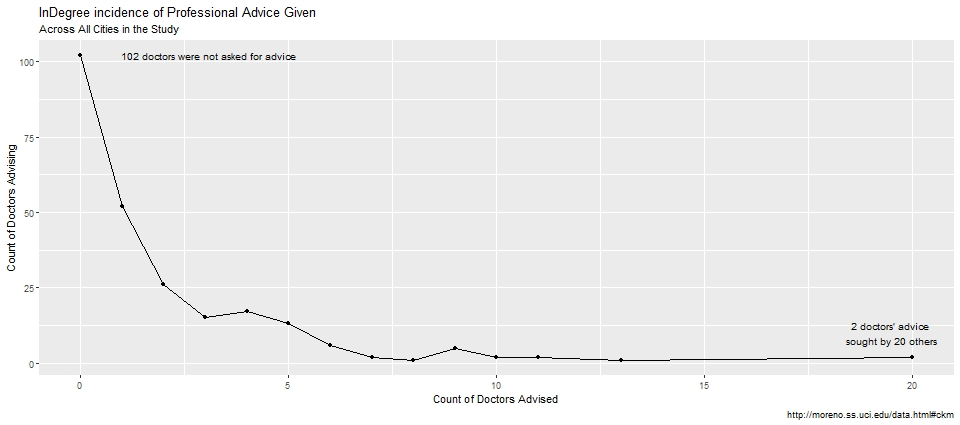 InDegree incidence of Professional Advice Given
Across All Cities in the Study
Count of Doctors Advising
100
75
50
25
0
102 doctors were not asked for advice
2 doctors' advice
sought by 20 others
0 5 10 15 20
Count of Doctors Advised
http://moreno.ss.uci.edu/data.html#ckm